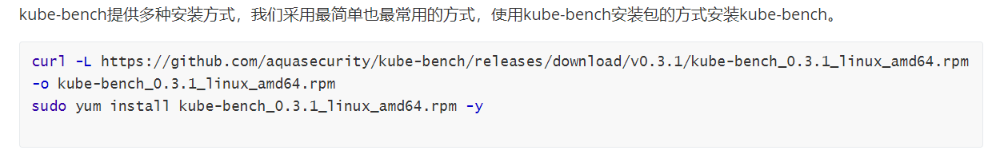 kube-bench提供多种安装方式，我们采用最简单也最常用的方式，使用kube-bench安装包的方式安装kube-bench。
curl -L https://github.com/aquasecurity/kube-bench/releases/download/v0.3.1/kube-bench_0.3.1_linux_amd64.rpm
-o kube-bench_0.3.1_linux_amd64.rpm
sudo yum install kube-bench_0.3.1_linux_amd64.rpm -y